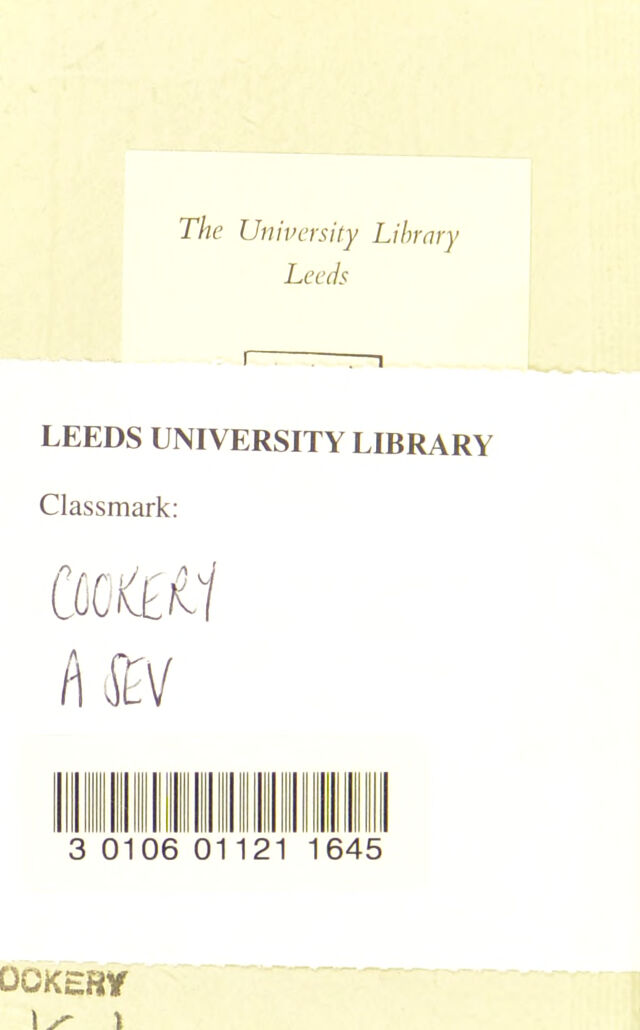 The University Library
Leeds
LEEDS UNIVERSITY LIBRARY
Classmark:
COOKERY
A SEV
3 0106 01121 1645
OOKERY